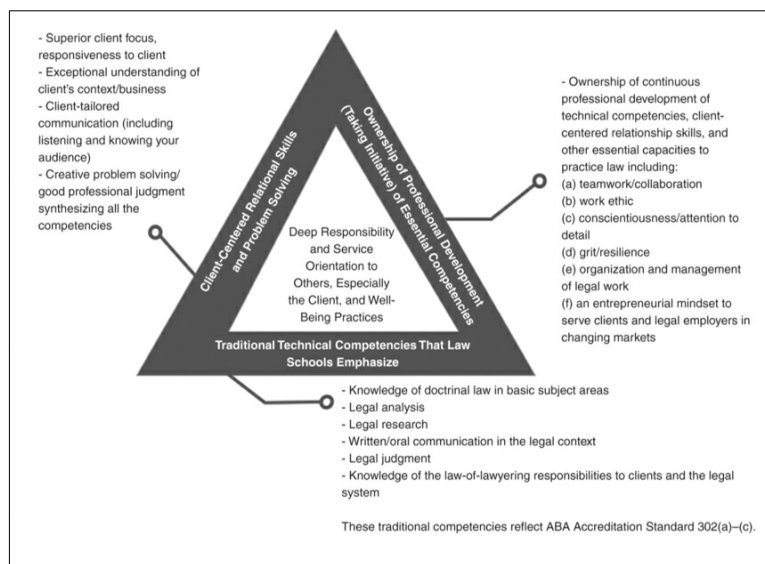 - Superior client focus,
responsiveness to client
- Exceptional understanding of
client's context/business
- Client-tailored
communication (including
listening and knowing your
audience)
- Creative problem solving/
good professional judgment
synthesizing all the
competencies
Client-Centered Relational Skills
and Problem Solving
Ownership of Professional Development
(Taking Initiative) of Essential Competencies
- Ownership of continuous
professional development of
technical competencies, client-
centered relationship skills, and
other essential capacities to
practice law including:
(a) teamwork/collaboration
(b) work ethic
(c) conscientiousness/attention to
detail
(d) grit/resilience
(e) organization and management
of legal work
(f) an entrepreneurial mindset to
serve clients and legal employers in
changing markets
Deep Responsibility
and Service
Orientation to
Others, Especially
the Client, and Well-
Being Practices
Traditional Technical Competencies That Law
Schools Emphasize
- Knowledge of doctrinal law in basic subject areas
- Legal analysis
- Legal research
- Written/oral communication in the legal context
- Legal judgment
- Knowledge of the law-of-lawyering responsibilities to clients and the legal
system
These traditional competencies reflect ABA Accreditation Standard 302(a)–(c).